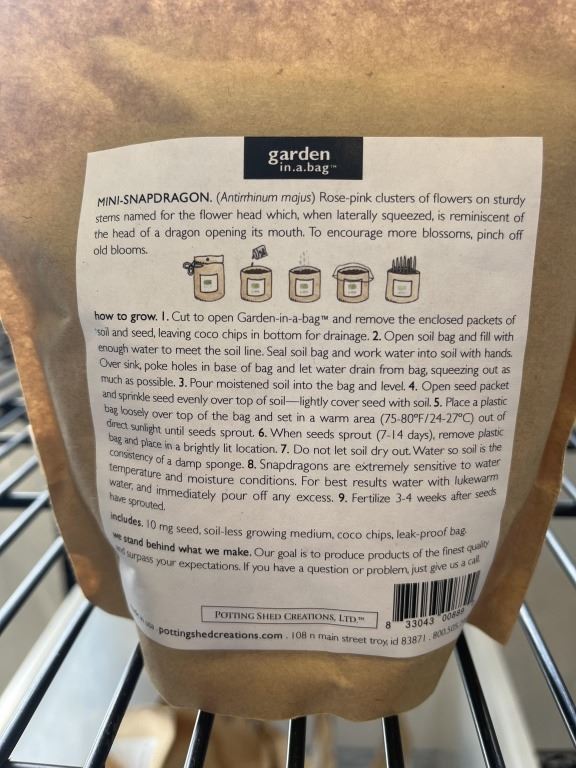 garden
in.a.bag™
MINI-SNAPDRAGON. (Antirrhinum majus) Rose-pink clusters of flowers on sturdy
stems named for the flower head which, when laterally squeezed, is reminiscent of
the head of a dragon opening its mouth. To encourage more blossoms, pinch off
old blooms.
how to grow. 1. Cut to open Garden-in-a-bag™ and remove the enclosed packets of
soil and seed, leaving coco chips in bottom for drainage. 2. Open soil bag and fill with
enough water to meet the soil line. Seal soil bag and work water into soil with hands.
Over sink, poke holes in base of bag and let water drain from bag, squeezing out as
much as possible. 3. Pour moistened soil into the bag and level. 4. Open seed packet
and sprinkle seed evenly over top of soil—lightly cover seed with soil. 5. Place a plastic
bag loosely over top of the bag and set in a warm area (75-80°F/24-27°C) out of
direct sunlight until seeds sprout. 6. When seeds sprout (7-14 days), remove plastic
bag and place in a brightly lit location. 7. Do not let soil dry out. Water so soil is the
consistency of a damp sponge. 8. Snapdragons are extremely sensitive to water
temperature and moisture conditions. For best results water with lukewarm
water, and immediately pour off any excess. 9. Fertilize 3-4 weeks after seeds
have sprouted.
includes. 10 mg seed, soil-less growing medium, coco chips, leak-proof bag.
we stand behind what we make. Our goal is to produce products of the finest quality
and surpass your expectations. If you have a question or problem, just give us a call.
POTTING SHED CREATIONS, LTD.™
8 33043 00889
pottingshedcreations.com . 108 n main street troy, id 83871 . 800.505